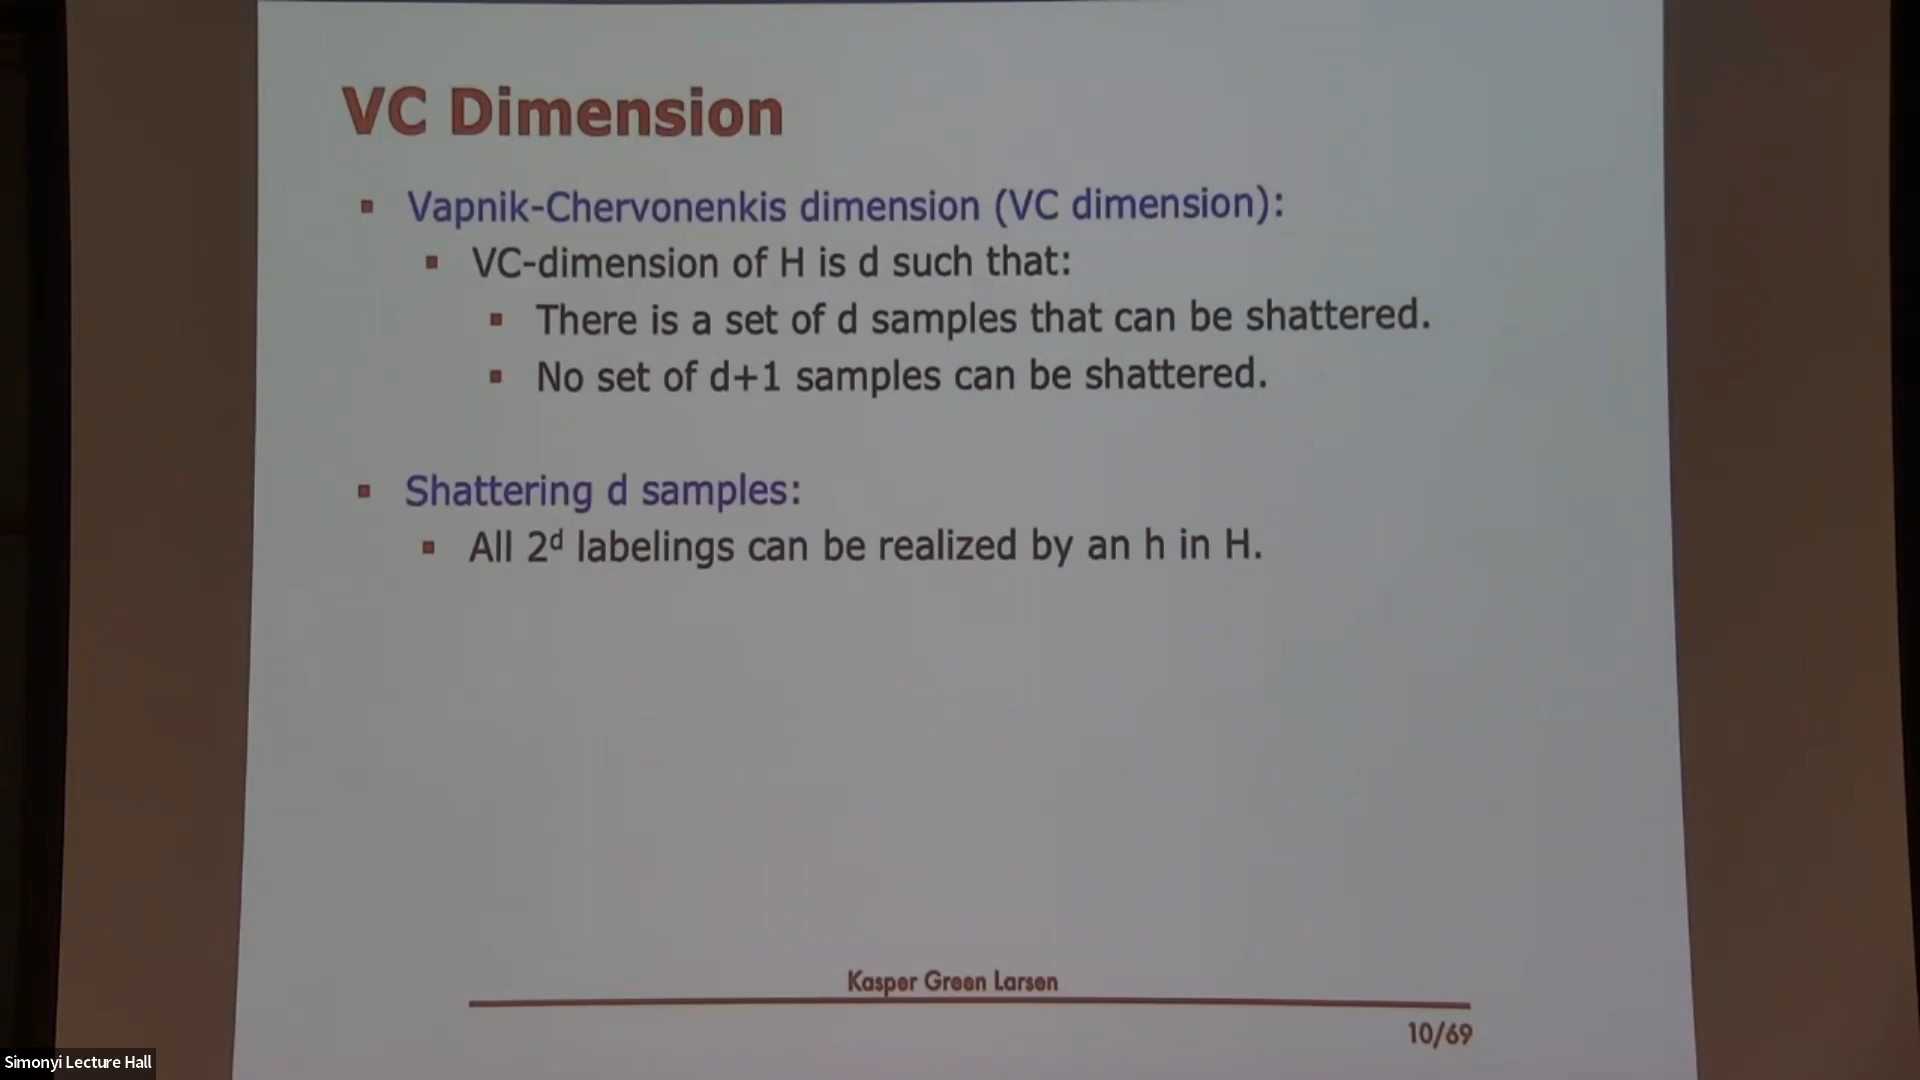 VC Dimension
▪ Vapnik-Chervonenkis dimension (VC dimension):
▪ VC-dimension of H is d such that:
▪ There is a set of d samples that can be shattered.
▪ No set of d+1 samples can be shattered.
▪ Shattering d samples:
▪ All 2ᵈ labelings can be realized by an h in H.
Kasper Green Larsen
10/69
Simonyi Lecture Hall